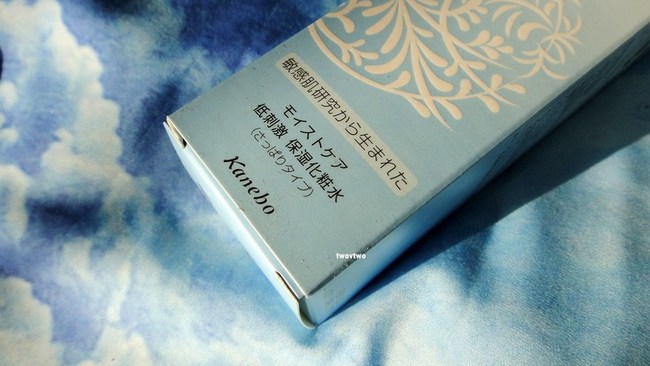 敏感肌研究から生まれた
モイストケア
低刺激 保湿化粧水
(さっぱりタイプ)
Kanebo
twovtwo